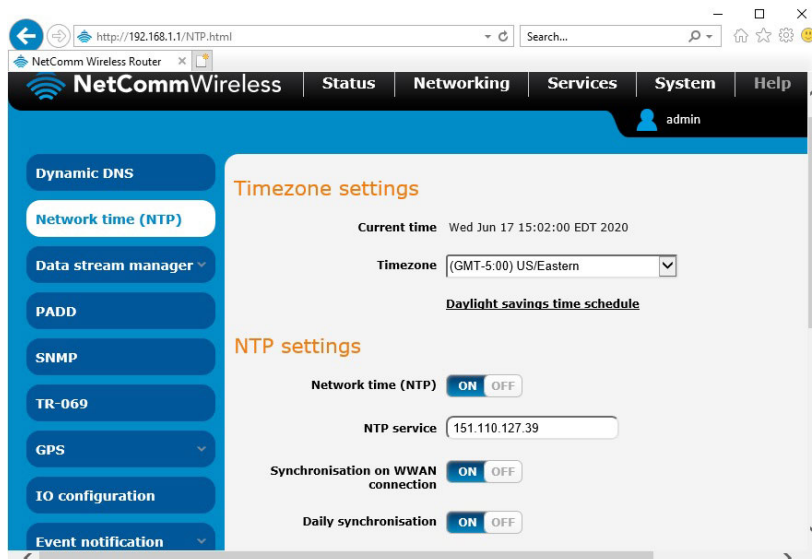 http://192.168.1.1/NTP.html
Search...
NetComm Wireless Router
NetCommWireless
Status
Networking
Services
System
Help
admin
Dynamic DNS
Network time (NTP)
Data stream manager
PADD
SNMP
TR-069
GPS
IO configuration
Event notification
Timezone settings
Current time Wed Jun 17 15:02:00 EDT 2020
Timezone (GMT-5:00) US/Eastern
Daylight savings time schedule
NTP settings
Network time (NTP) ON OFF
NTP service 151.110.127.39
Synchronisation on WWAN
connection ON OFF
Daily synchronisation ON OFF